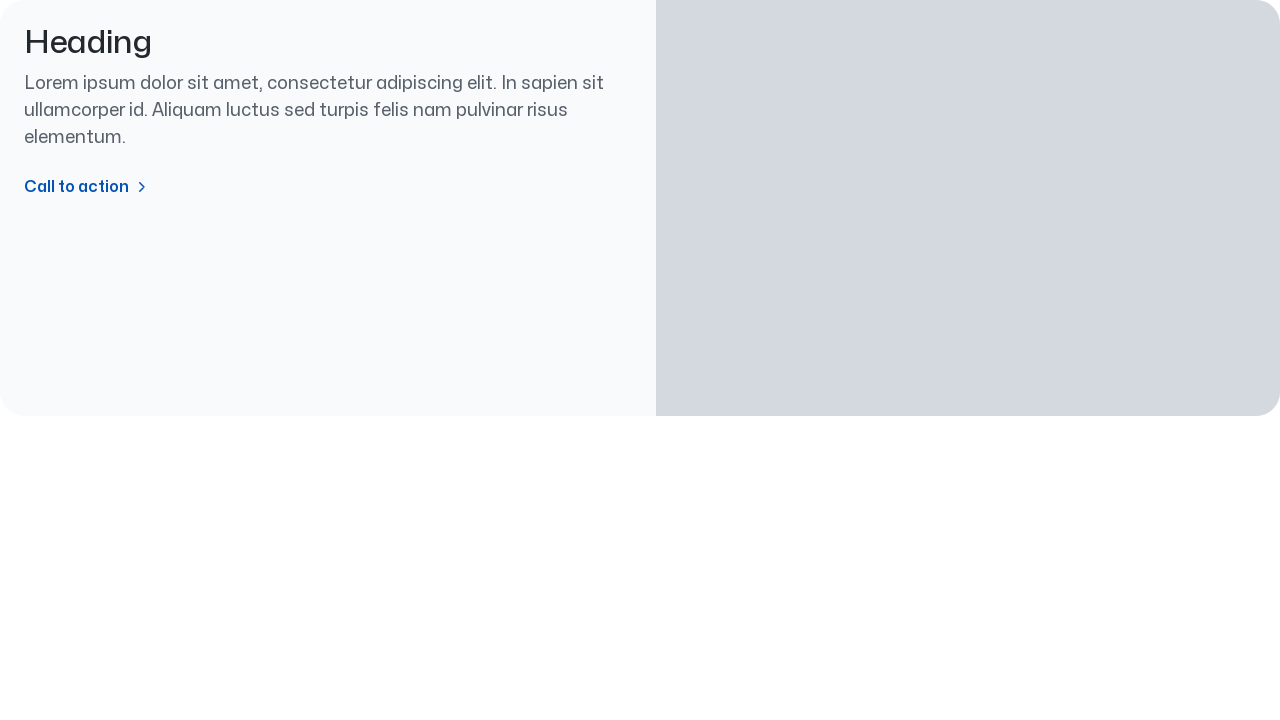 Heading
Lorem ipsum dolor sit amet, consectetur adipiscing elit. In sapien sit
ullamcorper id. Aliquam luctus sed turpis felis nam pulvinar risus
elementum.
Call to action